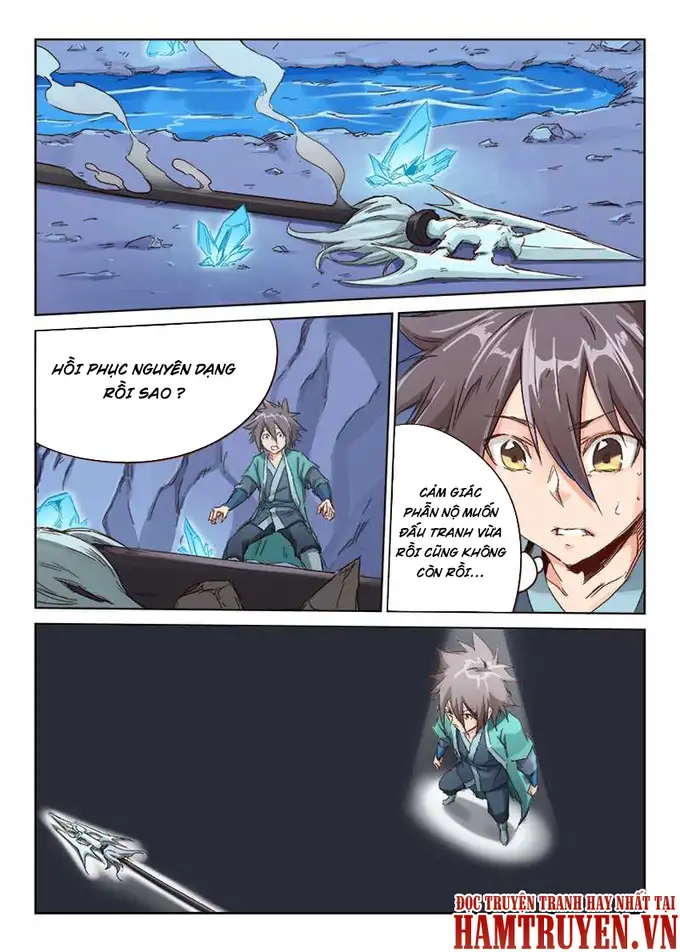 HỒI PHỤC NGUYÊN DẠNG
RỒI SAO ?
CẢM GIÁC
PHẪN NỘ MUỐN
ĐẤU TRANH VỪA
RỒI CŨNG KHÔNG
CÒN RỒI...
ĐỌC TRUYỆN TRANH HAY NHẤT TẠI
HAMTRUYEN.VN